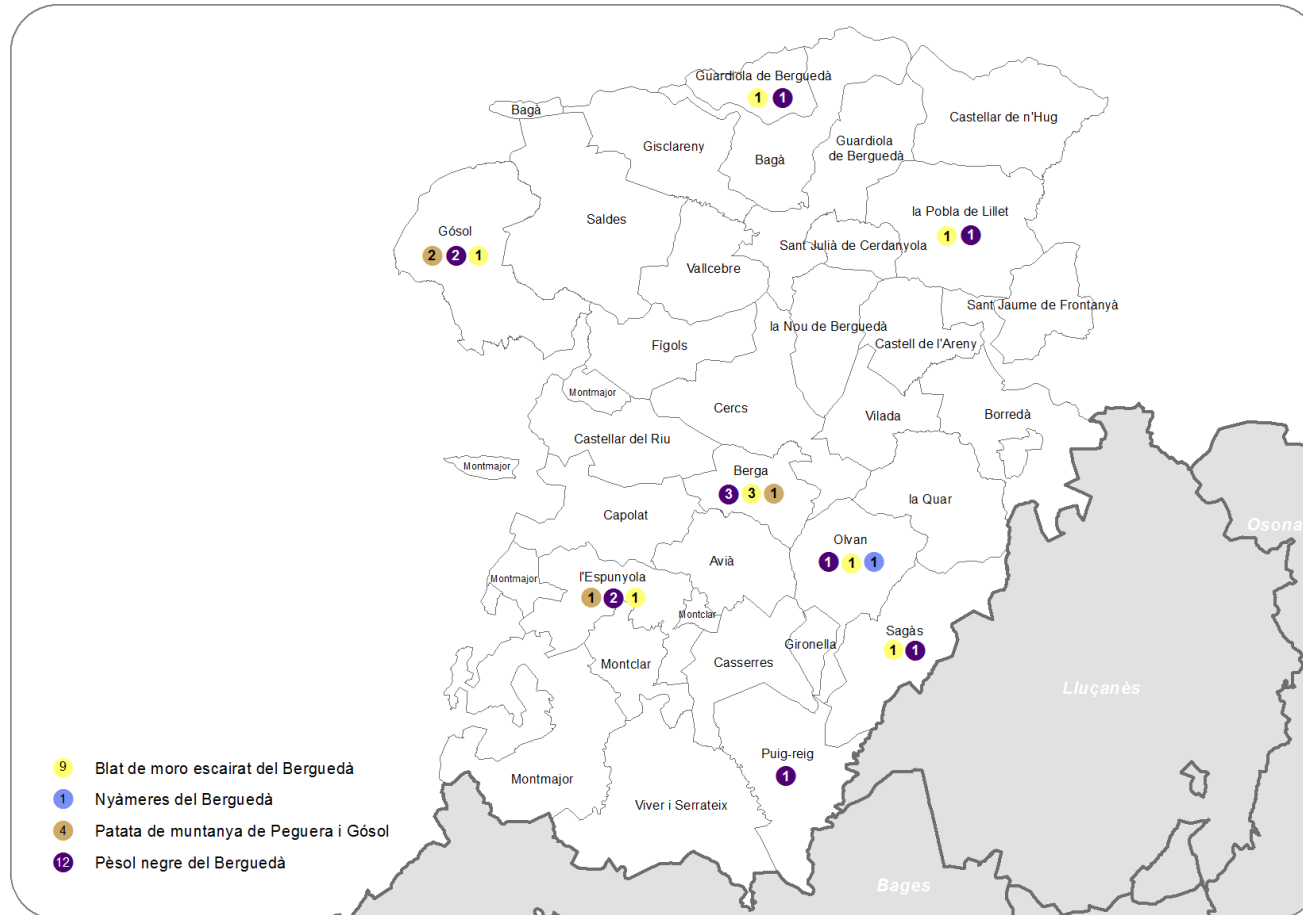 Guardiola de Berguedà
1 1
Bagà
Castellar de n'Hug
Gisclareny
Guardiola
de Berguedà
Bagà
la Pobla de Lillet
1 1
Saldes
Gósol
2 2 1
Sant Julià de Cerdanyola
Vallcebre
Sant Jaume de Frontanyà
la Nou de Berguedà
Castell de l'Areny
Fígols
Montmajor
Cercs
Vilada
Borredà
Castellar del Riu
Montmajor
Berga
3 3 1
la Quar
Capolat
Osona
Olvan
1 1 1
Avià
l'Espunyola
1 2 1
Montmajor
Montclar
Sagàs
1 1
Gironella
Montclar
Casserres
Lluçanès
Puig-reig
1
Montmajor
Viver i Serrateix
Bages
9 Blat de moro escairat del Berguedà
1 Nyàmeres del Berguedà
4 Patata de muntanya de Peguera i Gósol
12 Pèsol negre del Berguedà